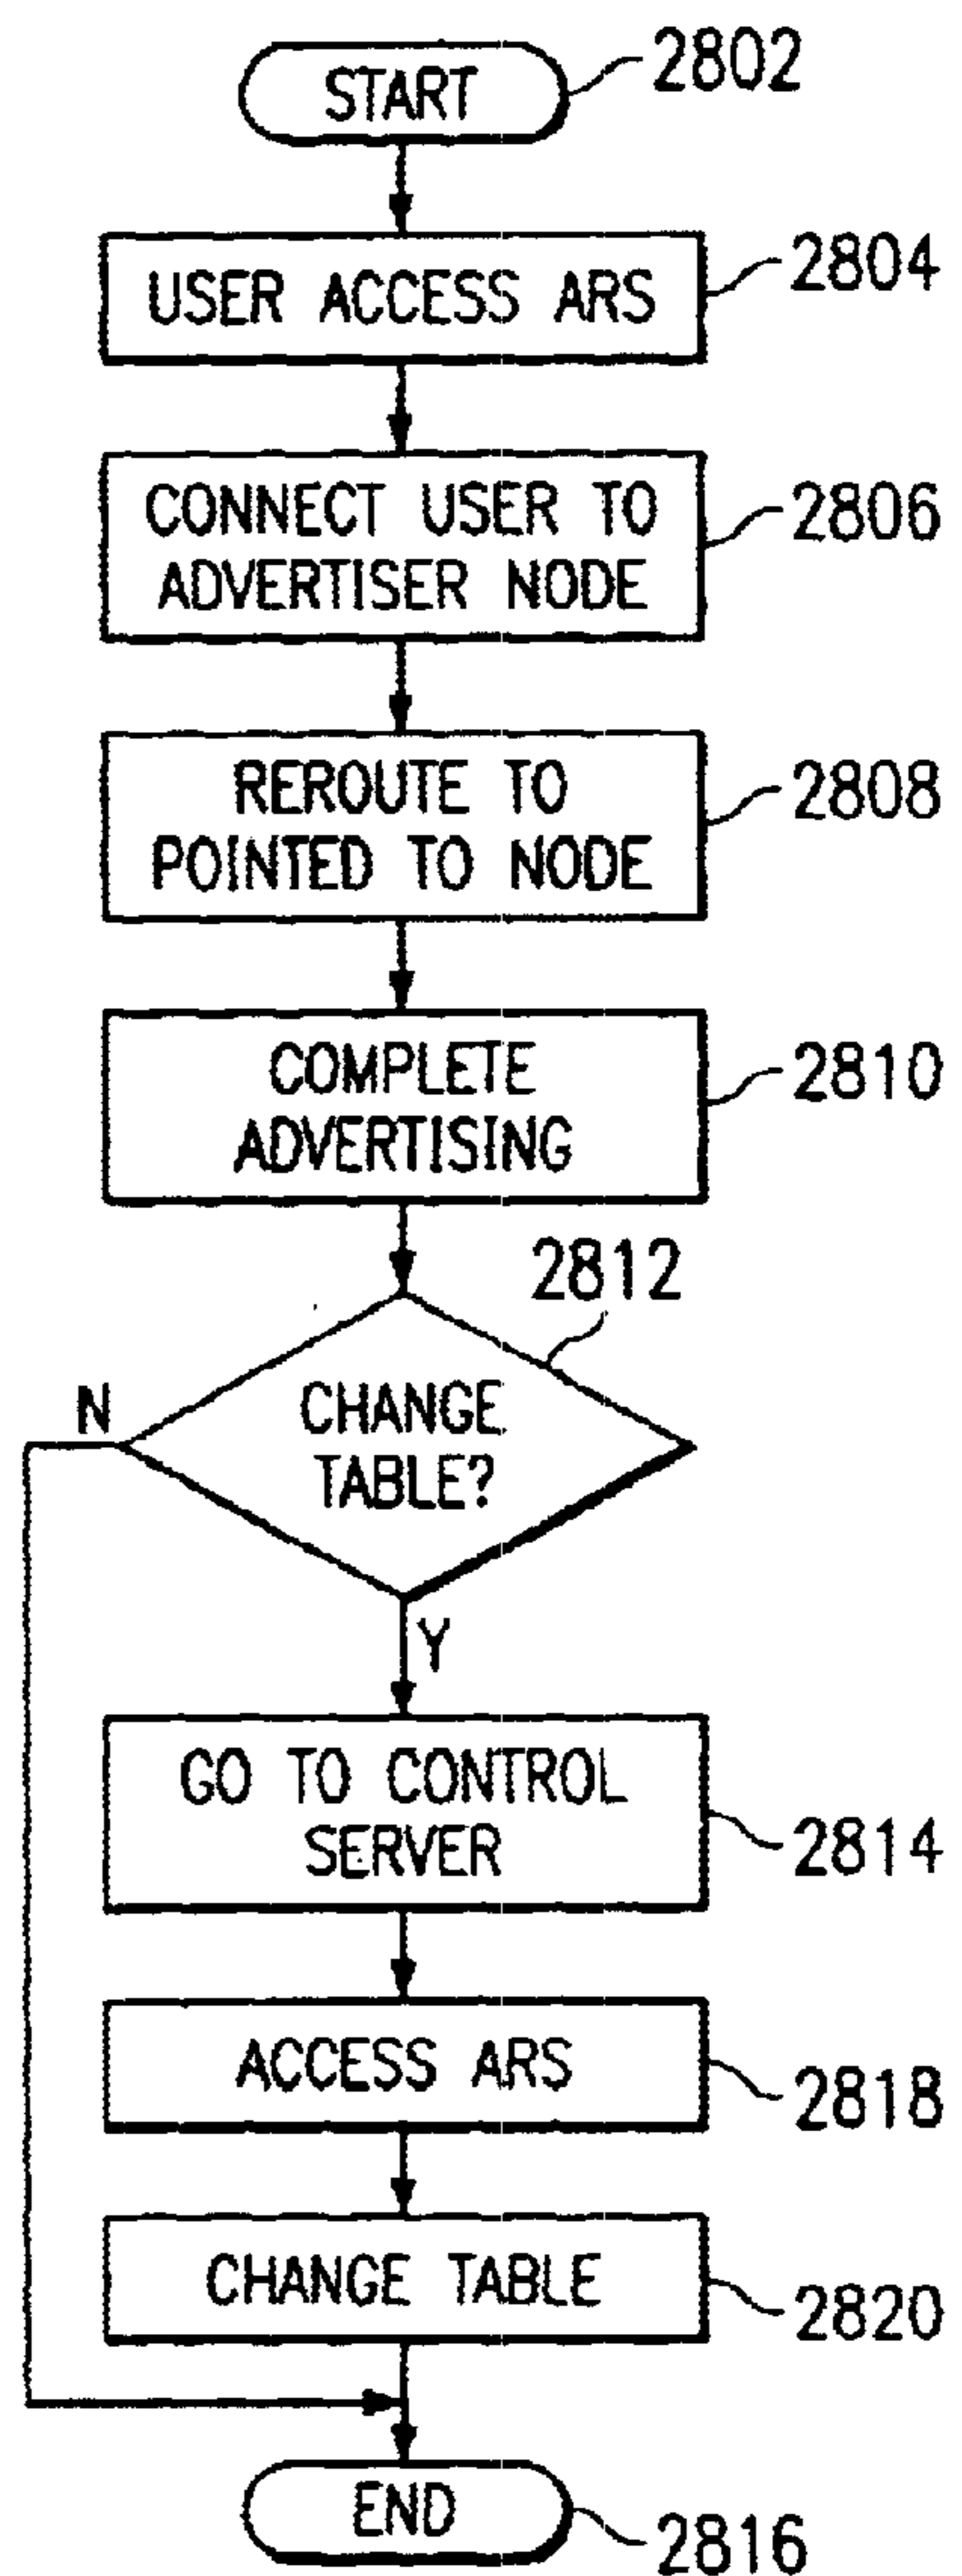 START
2802
USER ACCESS ARS
2804
CONNECT USER TO
ADVERTISER NODE
2806
REROUTE TO
POINTED TO NODE
2808
COMPLETE
ADVERTISING
2810
2812
CHANGE
TABLE?
N
Y
GO TO CONTROL
SERVER
2814
ACCESS ARS
2818
CHANGE TABLE
2820
END
2816